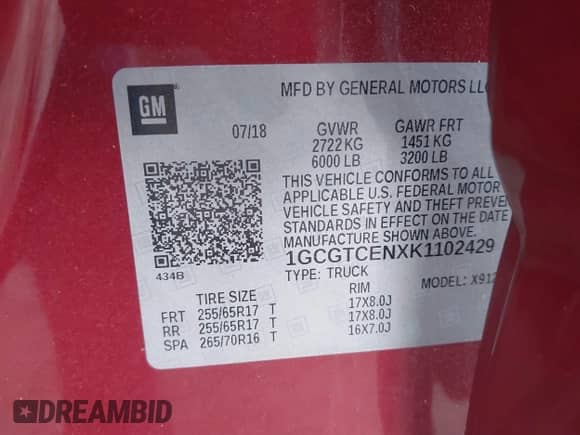 GM
MFD BY GENERAL MOTORS LLC
07/18 GVWR GAWR FRT
2722 KG 1451 KG
6000 LB 3200 LB
THIS VEHICLE CONFORMS TO ALL
APPLICABLE U.S. FEDERAL MOTOR
VEHICLE SAFETY AND THEFT PREVEN
STANDARDS IN EFFECT ON THE DATE
MANUFACTURE SHOWN ABOVE.
434B
1GCGTCENXK1102429
TYPE: TRUCK MODEL: X912
TIRE SIZE RIM
FRT 255/65R17 T 17X8.0J
RR 255/65R17 T 17X8.0J
SPA 265/70R16 T 16X7.0J
DREAMBID